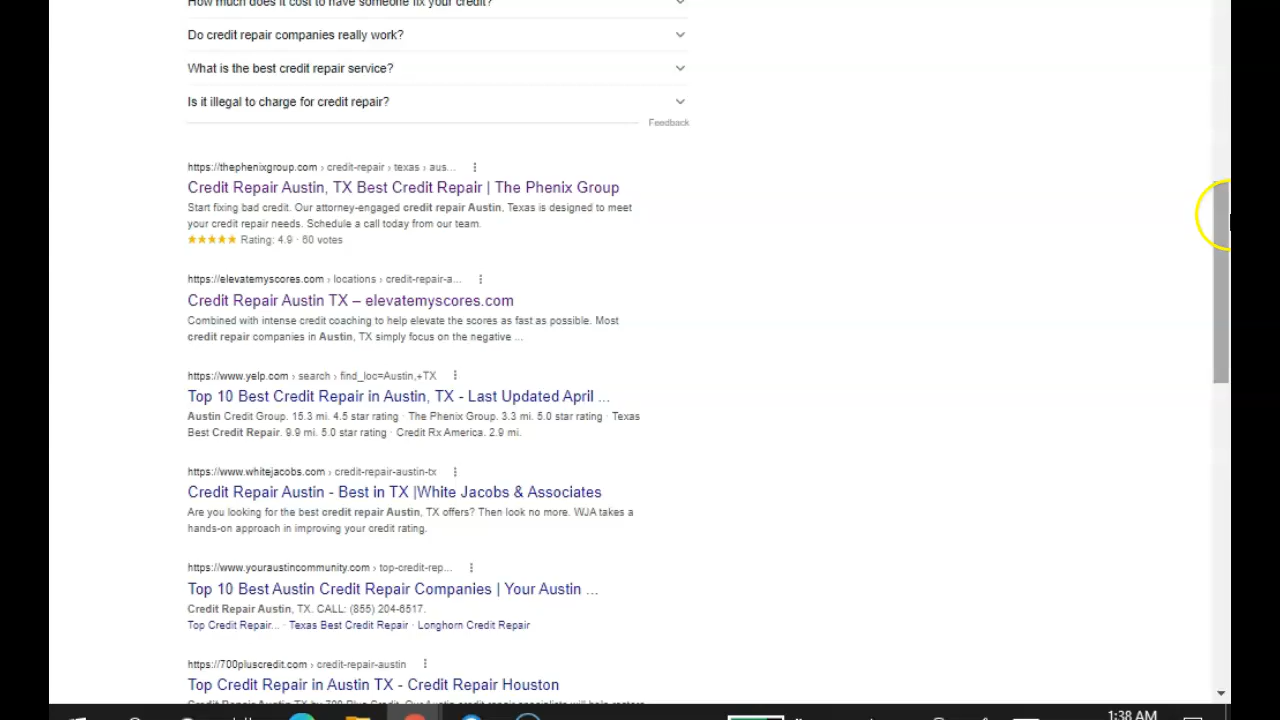 How much does it cost to have someone fix your credit?
Do credit repair companies really work?
What is the best credit repair service?
Is it illegal to charge for credit repair?
Feedback
https://thephenixgroup.com › credit-repair › texas › aus...
Credit Repair Austin, TX Best Credit Repair | The Phenix Group
Start fixing bad credit. Our attorney-engaged credit repair Austin, Texas is designed to meet
your credit repair needs. Schedule a call today from our team.
Rating: 4.9 · 60 votes
https://elevatemyscores.com › locations › credit-repair-a...
Credit Repair Austin TX – elevatemyscores.com
Combined with intense credit coaching to help elevate the scores as fast as possible. Most
credit repair companies in Austin, TX simply focus on the negative ...
https://www.yelp.com › search › find_loc=Austin,+TX
Top 10 Best Credit Repair in Austin, TX - Last Updated April ...
Austin Credit Group. 15.3 mi. 4.5 star rating · The Phenix Group. 3.3 mi. 5.0 star rating · Texas
Best Credit Repair. 9.9 mi. 5.0 star rating · Credit Rx America. 2.9 mi.
https://www.whitejacobs.com › credit-repair-austin-tx
Credit Repair Austin - Best in TX |White Jacobs & Associates
Are you looking for the best credit repair Austin, TX offers? Then look no more. WJA takes a
hands-on approach in improving your credit rating.
https://www.youraustincommunity.com › top-credit-rep...
Top 10 Best Austin Credit Repair Companies | Your Austin ...
Credit Repair Austin, TX. CALL: (855) 204-6517.
Top Credit Repair... · Texas Best Credit Repair · Longhorn Credit Repair
https://700pluscredit.com › credit-repair-austin
Top Credit Repair in Austin TX - Credit Repair Houston
1:38 AM